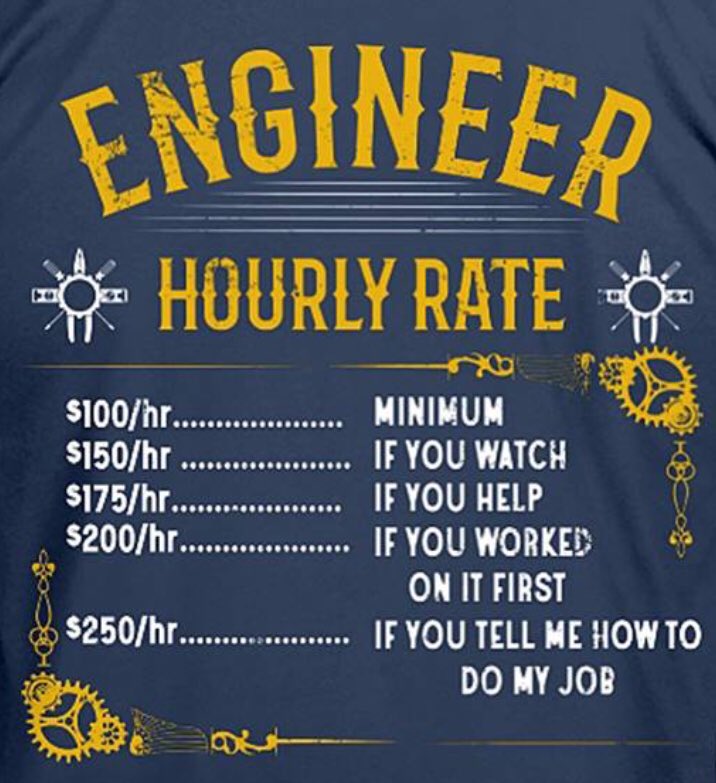 ENGINEER
HOURLY RATE
$100/hr.................... MINIMUM
$150/hr .................... IF YOU WATCH
$175/hr.................... IF YOU HELP
$200/hr.................... IF YOU WORKED
ON IT FIRST
$250/hr.................... IF YOU TELL ME HOW TO
DO MY JOB